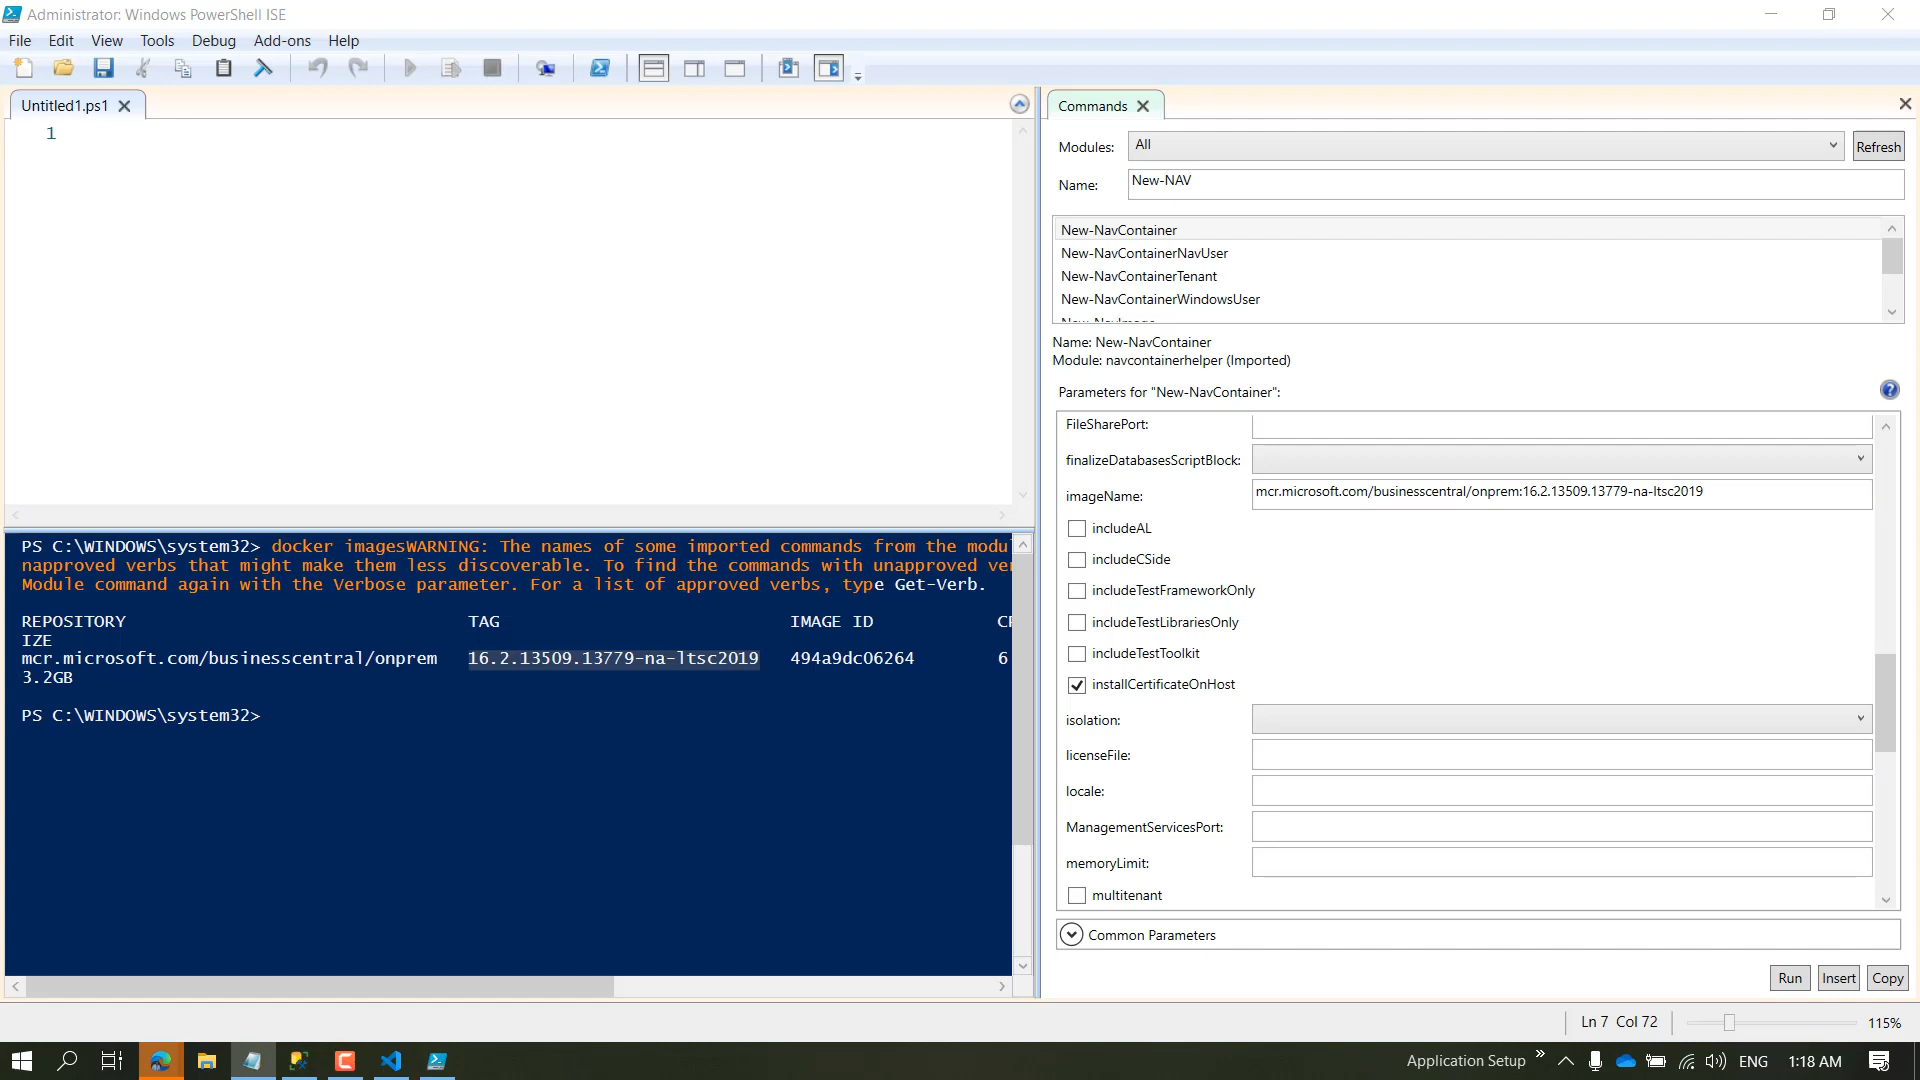 Administrator: Windows PowerShell ISE
File Edit View Tools Debug Add-ons Help
Untitled1.ps1
1
PS C:\WINDOWS\system32> docker imagesWARNING: The names of some imported commands from the modu
napproved verbs that might make them less discoverable. To find the commands with unapproved ve
Module command again with the Verbose parameter. For a list of approved verbs, type Get-Verb.
REPOSITORY TAG IMAGE ID
IZE
mcr.microsoft.com/businesscentral/onprem 16.2.13509.13779-na-ltsc2019 494a9dc06264 6
3.2GB
PS C:\WINDOWS\system32>
Commands
Modules: All Refresh
Name: New-NAV
New-NavContainer
New-NavContainerNavUser
New-NavContainerTenant
New-NavContainerWindowsUser
Name: New-NavContainer
Module: navcontainerhelper (Imported)
Parameters for "New-NavContainer":
FileSharePort:
finalizeDatabasesScriptBlock:
imageName: mcr.microsoft.com/businesscentral/onprem:16.2.13509.13779-na-ltsc2019
includeAL
includeCSide
includeTestFrameworkOnly
includeTestLibrariesOnly
includeTestToolkit
installCertificateOnHost
isolation:
licenseFile:
locale:
ManagementServicesPort:
memoryLimit:
multitenant
Common Parameters
Run Insert Copy
Ln 7 Col 72 115%
Application Setup ENG 1:18 AM